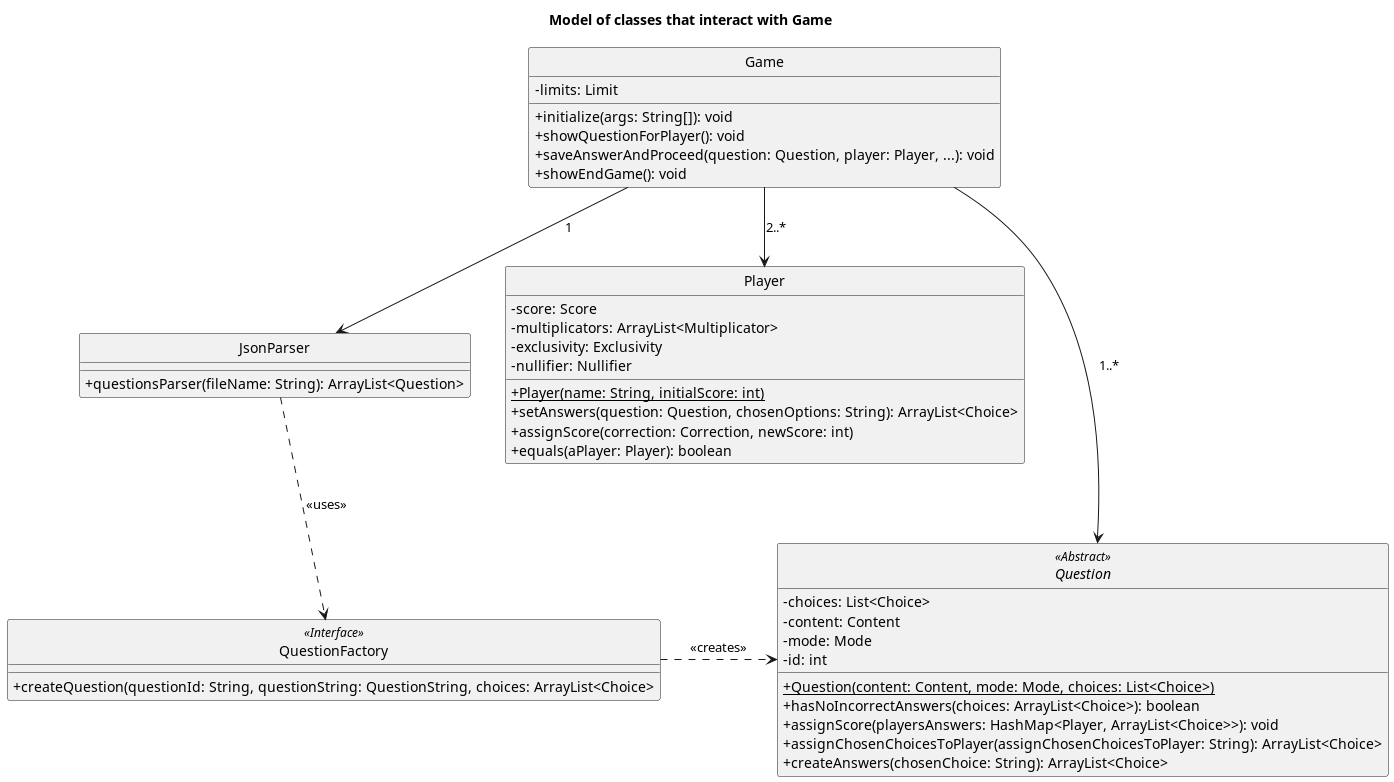 Model of classes that interact with Game
Game
-limits: Limit
+initialize(args: String[]): void
+showQuestionForPlayer(): void
+saveAnswerAndProceed(question: Question, player: Player, ...): void
+showEndGame(): void
1
2..*
1..*
Player
-score: Score
-multiplicators: ArrayList<Multiplicator>
-exclusivity: Exclusivity
-nullifier: Nullifier
+Player(name: String, initialScore: int)
+setAnswers(question: Question, chosenOptions: String): ArrayList<Choice>
+assignScore(correction: Correction, newScore: int)
+equals(aPlayer: Player): boolean
JsonParser
+questionsParser(fileName: String): ArrayList<Question>
«uses»
«Interface»
QuestionFactory
+createQuestion(questionId: String, questionString: QuestionString, choices: ArrayList<Choice>
«creates»
«Abstract»
Question
-choices: List<Choice>
-content: Content
-mode: Mode
-id: int
+Question(content: Content, mode: Mode, choices: List<Choice>)
+hasNoIncorrectAnswers(choices: ArrayList<Choice>): boolean
+assignScore(playersAnswers: HashMap<Player, ArrayList<Choice>>): void
+assignChosenChoicesToPlayer(assignChosenChoicesToPlayer: String): ArrayList<Choice>
+createAnswers(chosenChoice: String): ArrayList<Choice>